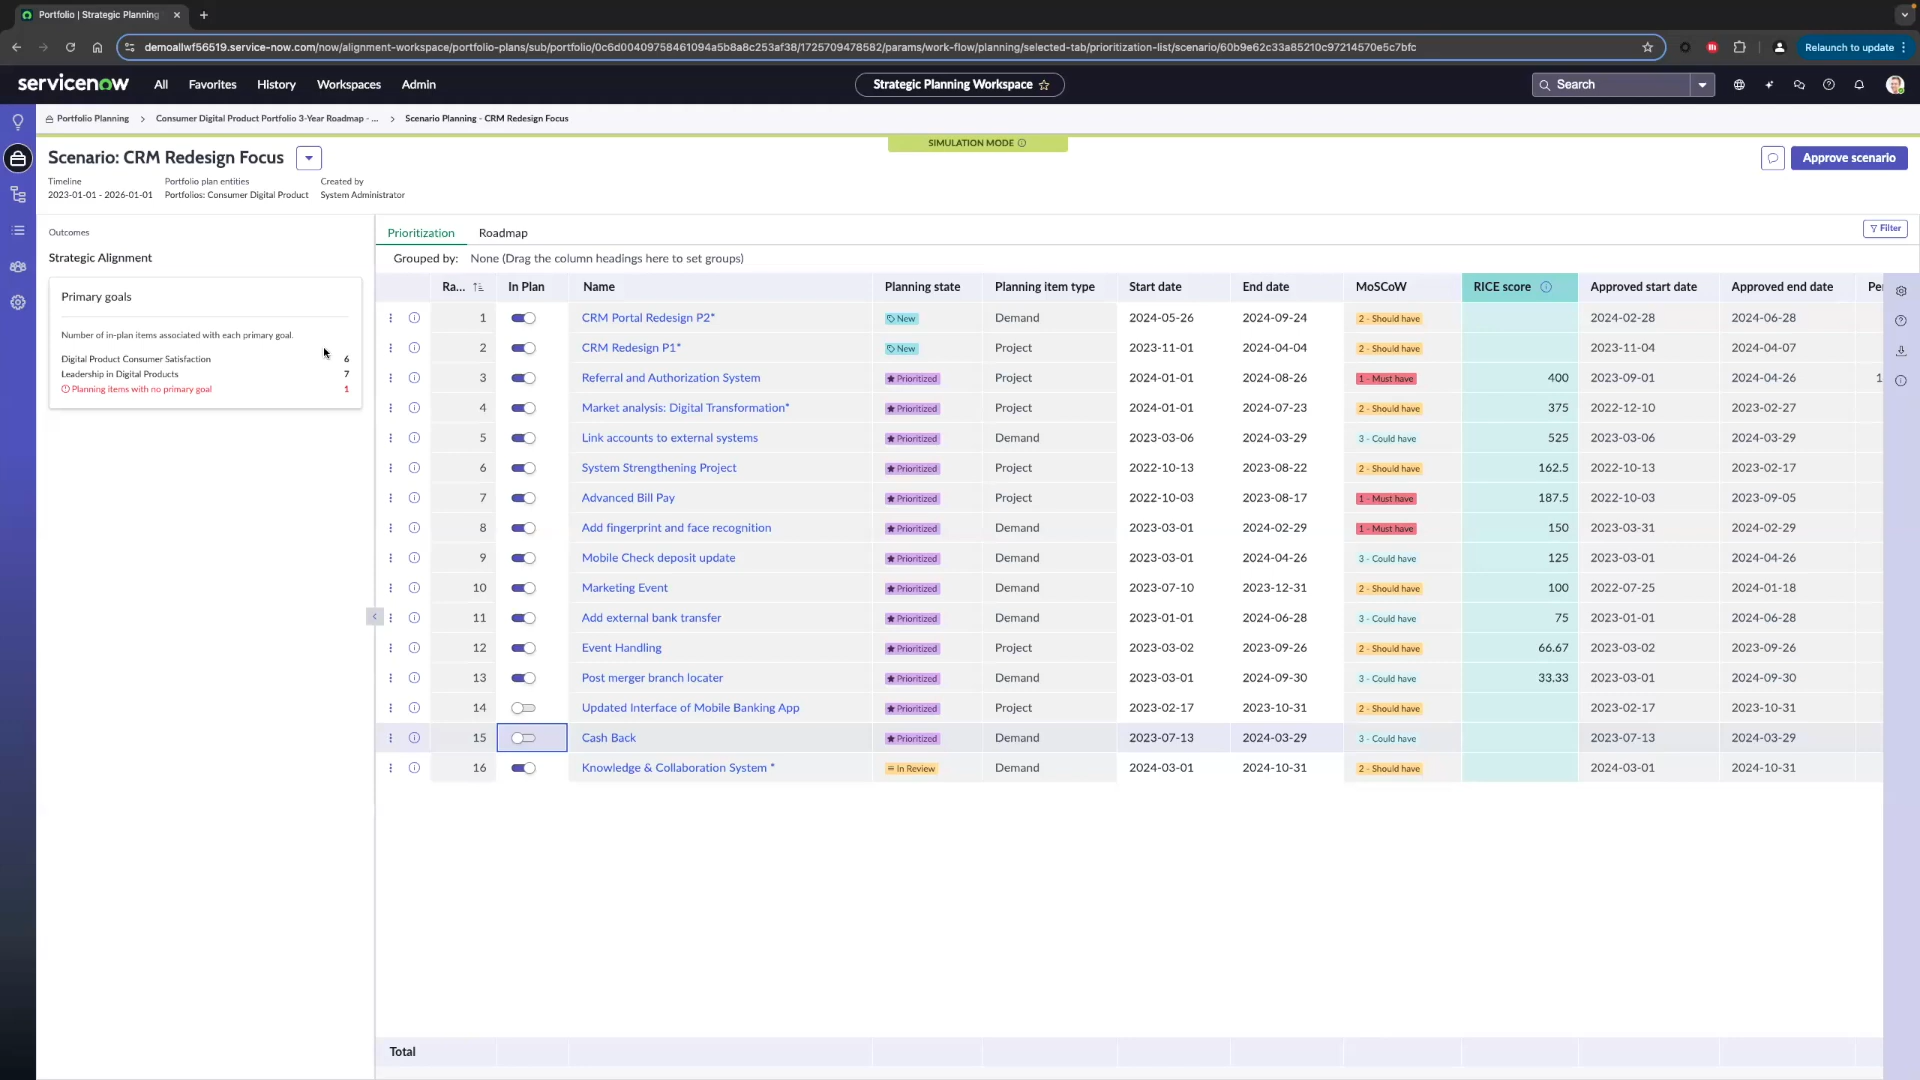 Portfolio | Strategic Planning
demoallwf56519.service-now.com/now/alignment-workspace/portfolio-plans/sub/portfolio/0c6d00409758461094a5b8a8c253af38/1725709478582/params/work-flow/planning/selected-tab/prioritization-list/scenario/60b9e62c33a85210c97214570e5c7bfc
Relaunch to update
servicenow All Favorites History Workspaces Admin
Strategic Planning Workspace
Search
Portfolio Planning > Consumer Digital Product Portfolio 3-Year Roadmap - ... > Scenario Planning - CRM Redesign Focus
SIMULATION MODE
Scenario: CRM Redesign Focus
Approve scenario
Timeline Portfolio plan entities Created by
2023-01-01 - 2026-01-01 Portfolios: Consumer Digital Product System Administrator
Outcomes
Strategic Alignment
Primary goals
Number of in-plan items associated with each primary goal.
Digital Product Consumer Satisfaction 6
Leadership in Digital Products 7
Planning items with no primary goal 1
Prioritization Roadmap
Filter
Grouped by: None (Drag the column headings here to set groups)
Ra... In Plan Name Planning state Planning item type Start date End date MoSCoW RICE score Approved start date Approved end date Per
1 CRM Portal Redesign P2* New Demand 2024-05-26 2024-09-24 2 - Should have 2024-02-28 2024-06-28
2 CRM Redesign P1* New Project 2023-11-01 2024-04-04 2 - Should have 2023-11-04 2024-04-07
3 Referral and Authorization System Prioritized Project 2024-01-01 2024-08-26 1 - Must have 400 2023-09-01 2024-04-26 1
4 Market analysis: Digital Transformation* Prioritized Project 2024-01-01 2024-07-23 2 - Should have 375 2022-12-10 2023-02-27
5 Link accounts to external systems Prioritized Demand 2023-03-06 2024-03-29 3 - Could have 525 2023-03-06 2024-03-29
6 System Strengthening Project Prioritized Project 2022-10-13 2023-08-22 2 - Should have 162.5 2022-10-13 2023-02-17
7 Advanced Bill Pay Prioritized Project 2022-10-03 2023-08-17 1 - Must have 187.5 2022-10-03 2023-09-05
8 Add fingerprint and face recognition Prioritized Demand 2023-03-01 2024-02-29 1 - Must have 150 2023-03-31 2024-02-29
9 Mobile Check deposit update Prioritized Demand 2023-03-01 2024-04-26 3 - Could have 125 2023-03-01 2024-04-26
10 Marketing Event Prioritized Demand 2023-07-10 2023-12-31 2 - Should have 100 2022-07-25 2024-01-18
11 Add external bank transfer Prioritized Demand 2023-01-01 2024-06-28 3 - Could have 75 2023-01-01 2024-06-28
12 Event Handling Prioritized Project 2023-03-02 2023-09-26 2 - Should have 66.67 2023-03-02 2023-09-26
13 Post merger branch locater Prioritized Demand 2023-03-01 2024-09-30 3 - Could have 33.33 2023-03-01 2024-09-30
14 Updated Interface of Mobile Banking App Prioritized Project 2023-02-17 2023-10-31 2 - Should have 2023-02-17 2023-10-31
15 Cash Back Prioritized Demand 2023-07-13 2024-03-29 3 - Could have 2023-07-13 2024-03-29
16 Knowledge & Collaboration System * In Review Demand 2024-03-01 2024-10-31 2 - Should have 2024-03-01 2024-10-31
Total